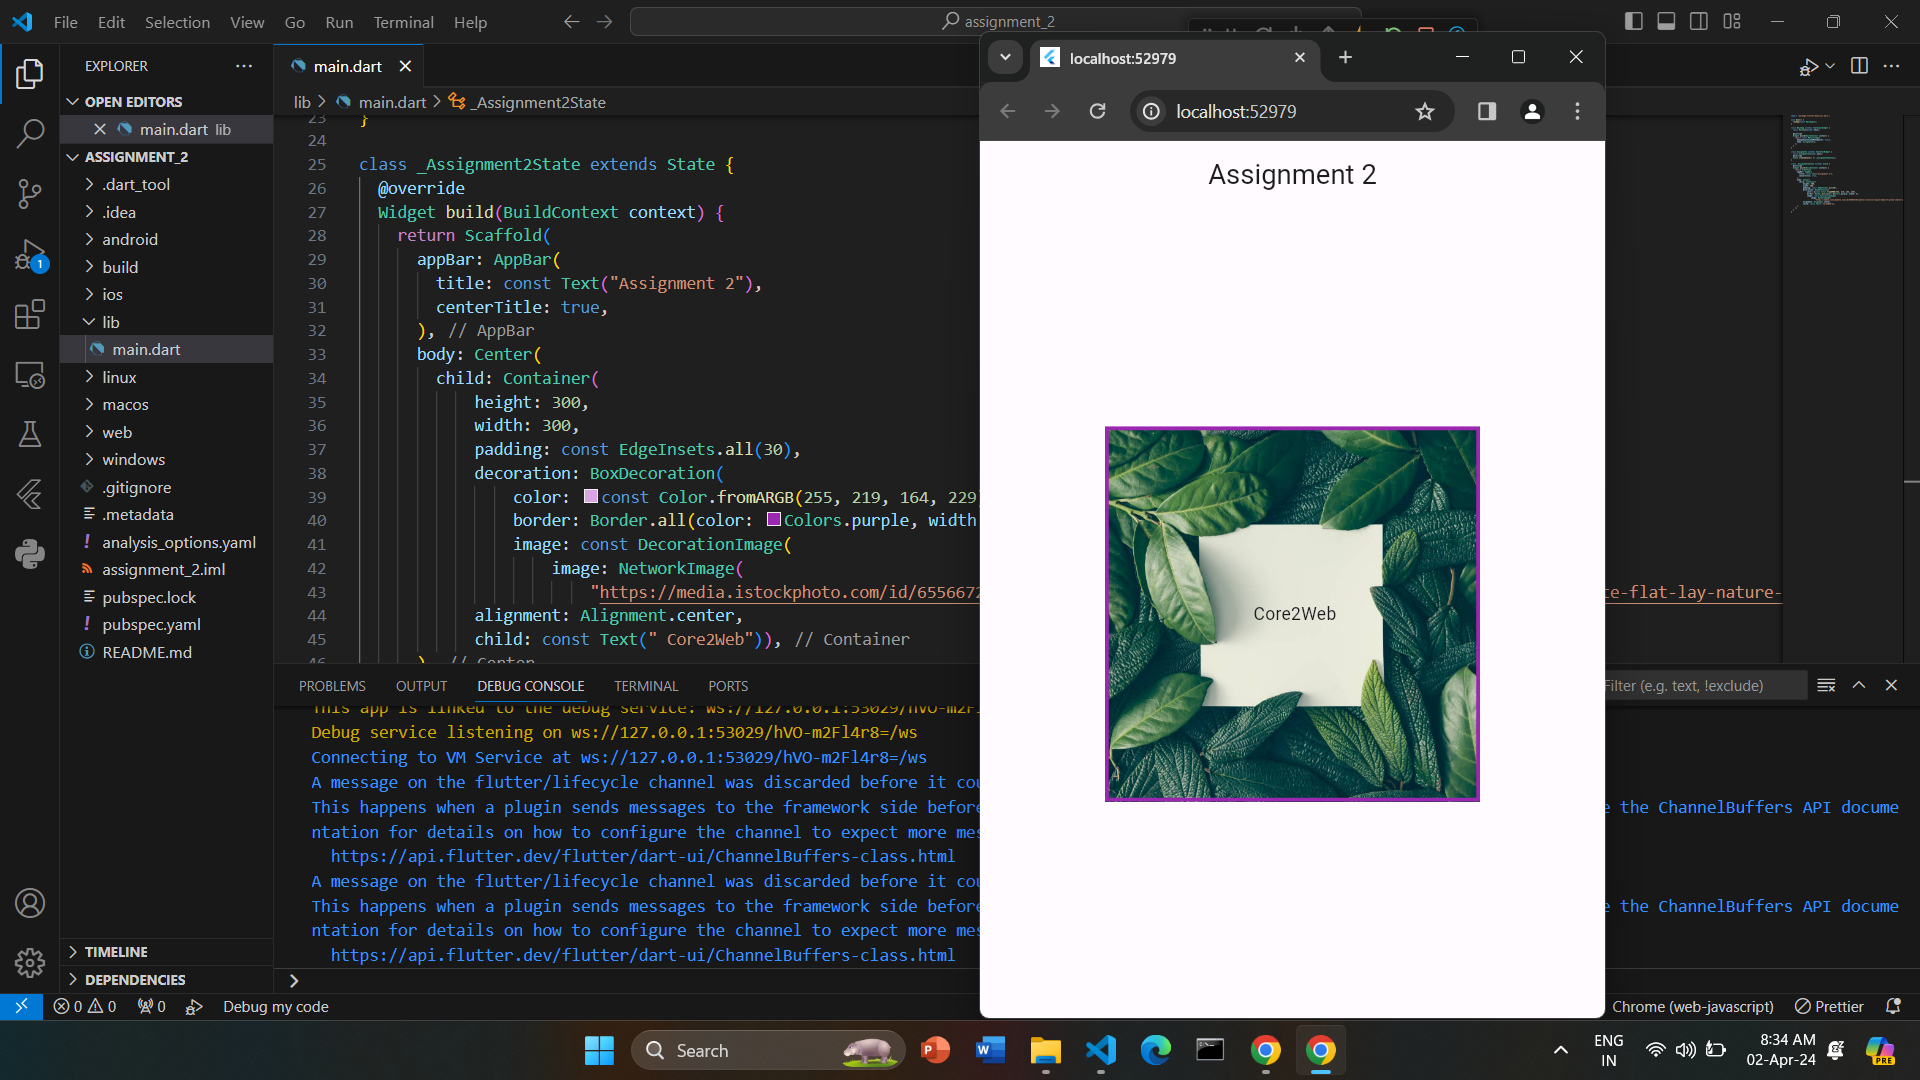 File Edit Selection View Go Run Terminal Help
assignment_2
EXPLORER
OPEN EDITORS
main.dart lib
ASSIGNMENT_2
.dart_tool
.idea
android
build
ios
lib
main.dart
linux
macos
web
windows
.gitignore
.metadata
analysis_options.yaml
assignment_2.iml
pubspec.lock
pubspec.yaml
README.md
TIMELINE
DEPENDENCIES
1
main.dart
lib > main.dart > _Assignment2State
23 }
24
25 class _Assignment2State extends State {
26 @override
27 Widget build(BuildContext context) {
28 return Scaffold(
29 appBar: AppBar(
30 title: const Text("Assignment 2"),
31 centerTitle: true,
32 ), // AppBar
33 body: Center(
34 child: Container(
35 height: 300,
36 width: 300,
37 padding: const EdgeInsets.all(30),
38 decoration: BoxDecoration(
39 color: const Color.fromARGB(255, 219, 164, 229
40 border: Border.all(color: Colors.purple, width
41 image: const DecorationImage(
42 image: NetworkImage(
43 "https://media.istockphoto.com/id/6556672
-flat-lay-nature-
44 alignment: Alignment.center,
45 child: const Text(" Core2Web")), // Container
46 ), // Center
PROBLEMS OUTPUT DEBUG CONSOLE TERMINAL PORTS
Filter (e.g. text, !exclude)
This app is linked to the debug service: ws://127.0.0.1:53029/hVO-m2Fl
Debug service listening on ws://127.0.0.1:53029/hVO-m2Fl4r8=/ws
Connecting to VM Service at ws://127.0.0.1:53029/hVO-m2Fl4r8=/ws
A message on the flutter/lifecycle channel was discarded before it cou
This happens when a plugin sends messages to the framework side before
e the ChannelBuffers API docume
ntation for details on how to configure the channel to expect more mes
https://api.flutter.dev/flutter/dart-ui/ChannelBuffers-class.html
A message on the flutter/lifecycle channel was discarded before it cou
This happens when a plugin sends messages to the framework side before
e the ChannelBuffers API docume
ntation for details on how to configure the channel to expect more mes
https://api.flutter.dev/flutter/dart-ui/ChannelBuffers-class.html
localhost:52979
localhost:52979
Assignment 2
Core2Web
0 0 0 Debug my code
Chrome (web-javascript) Prettier
Search
ENG
IN
8:34 AM
02-Apr-24
PRE